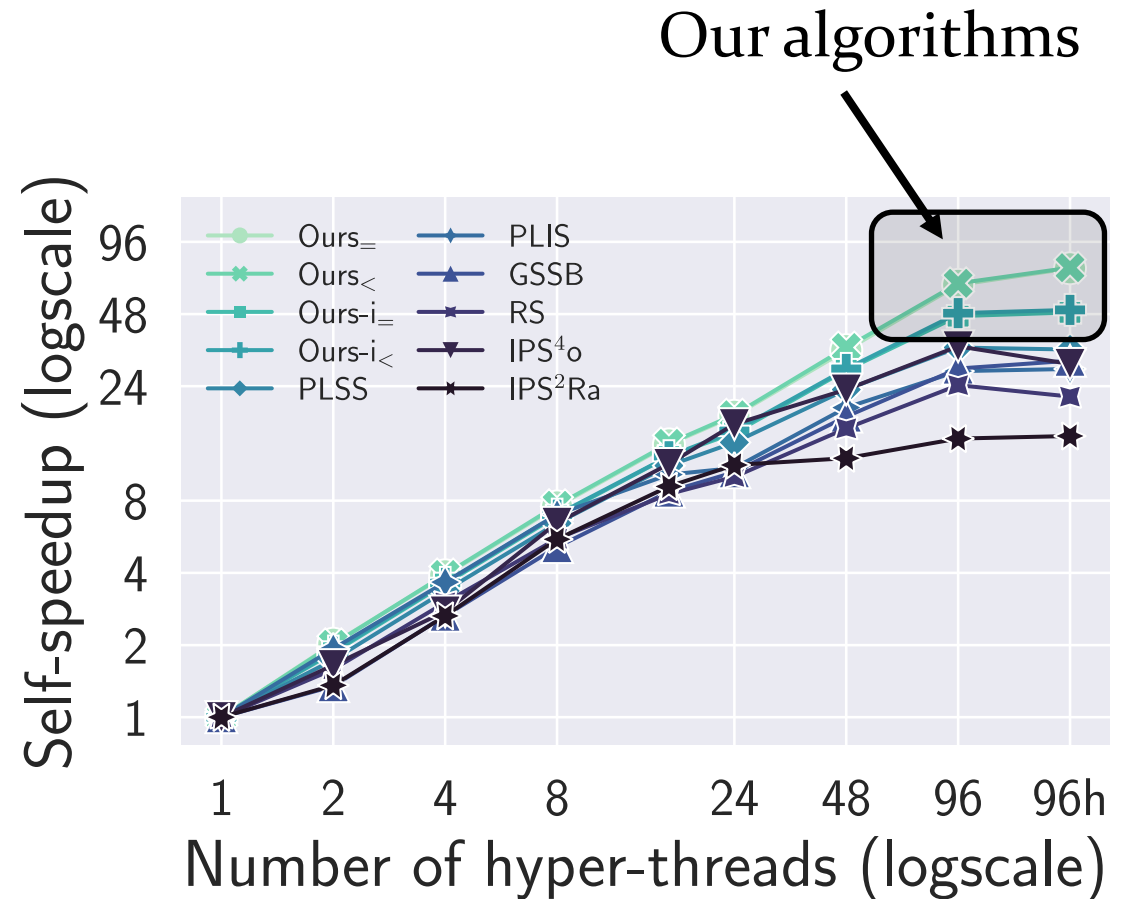 Our algorithms
Self-speedup (logscale)
96
48
24
8
4
2
1
Ours₌
Ours<
Ours-i₌
Ours-i<
PLSS
PLIS
GSSB
RS
IPS⁴o
IPS²Ra
1 2 4 8 24 48 96 96h
Number of hyper-threads (logscale)